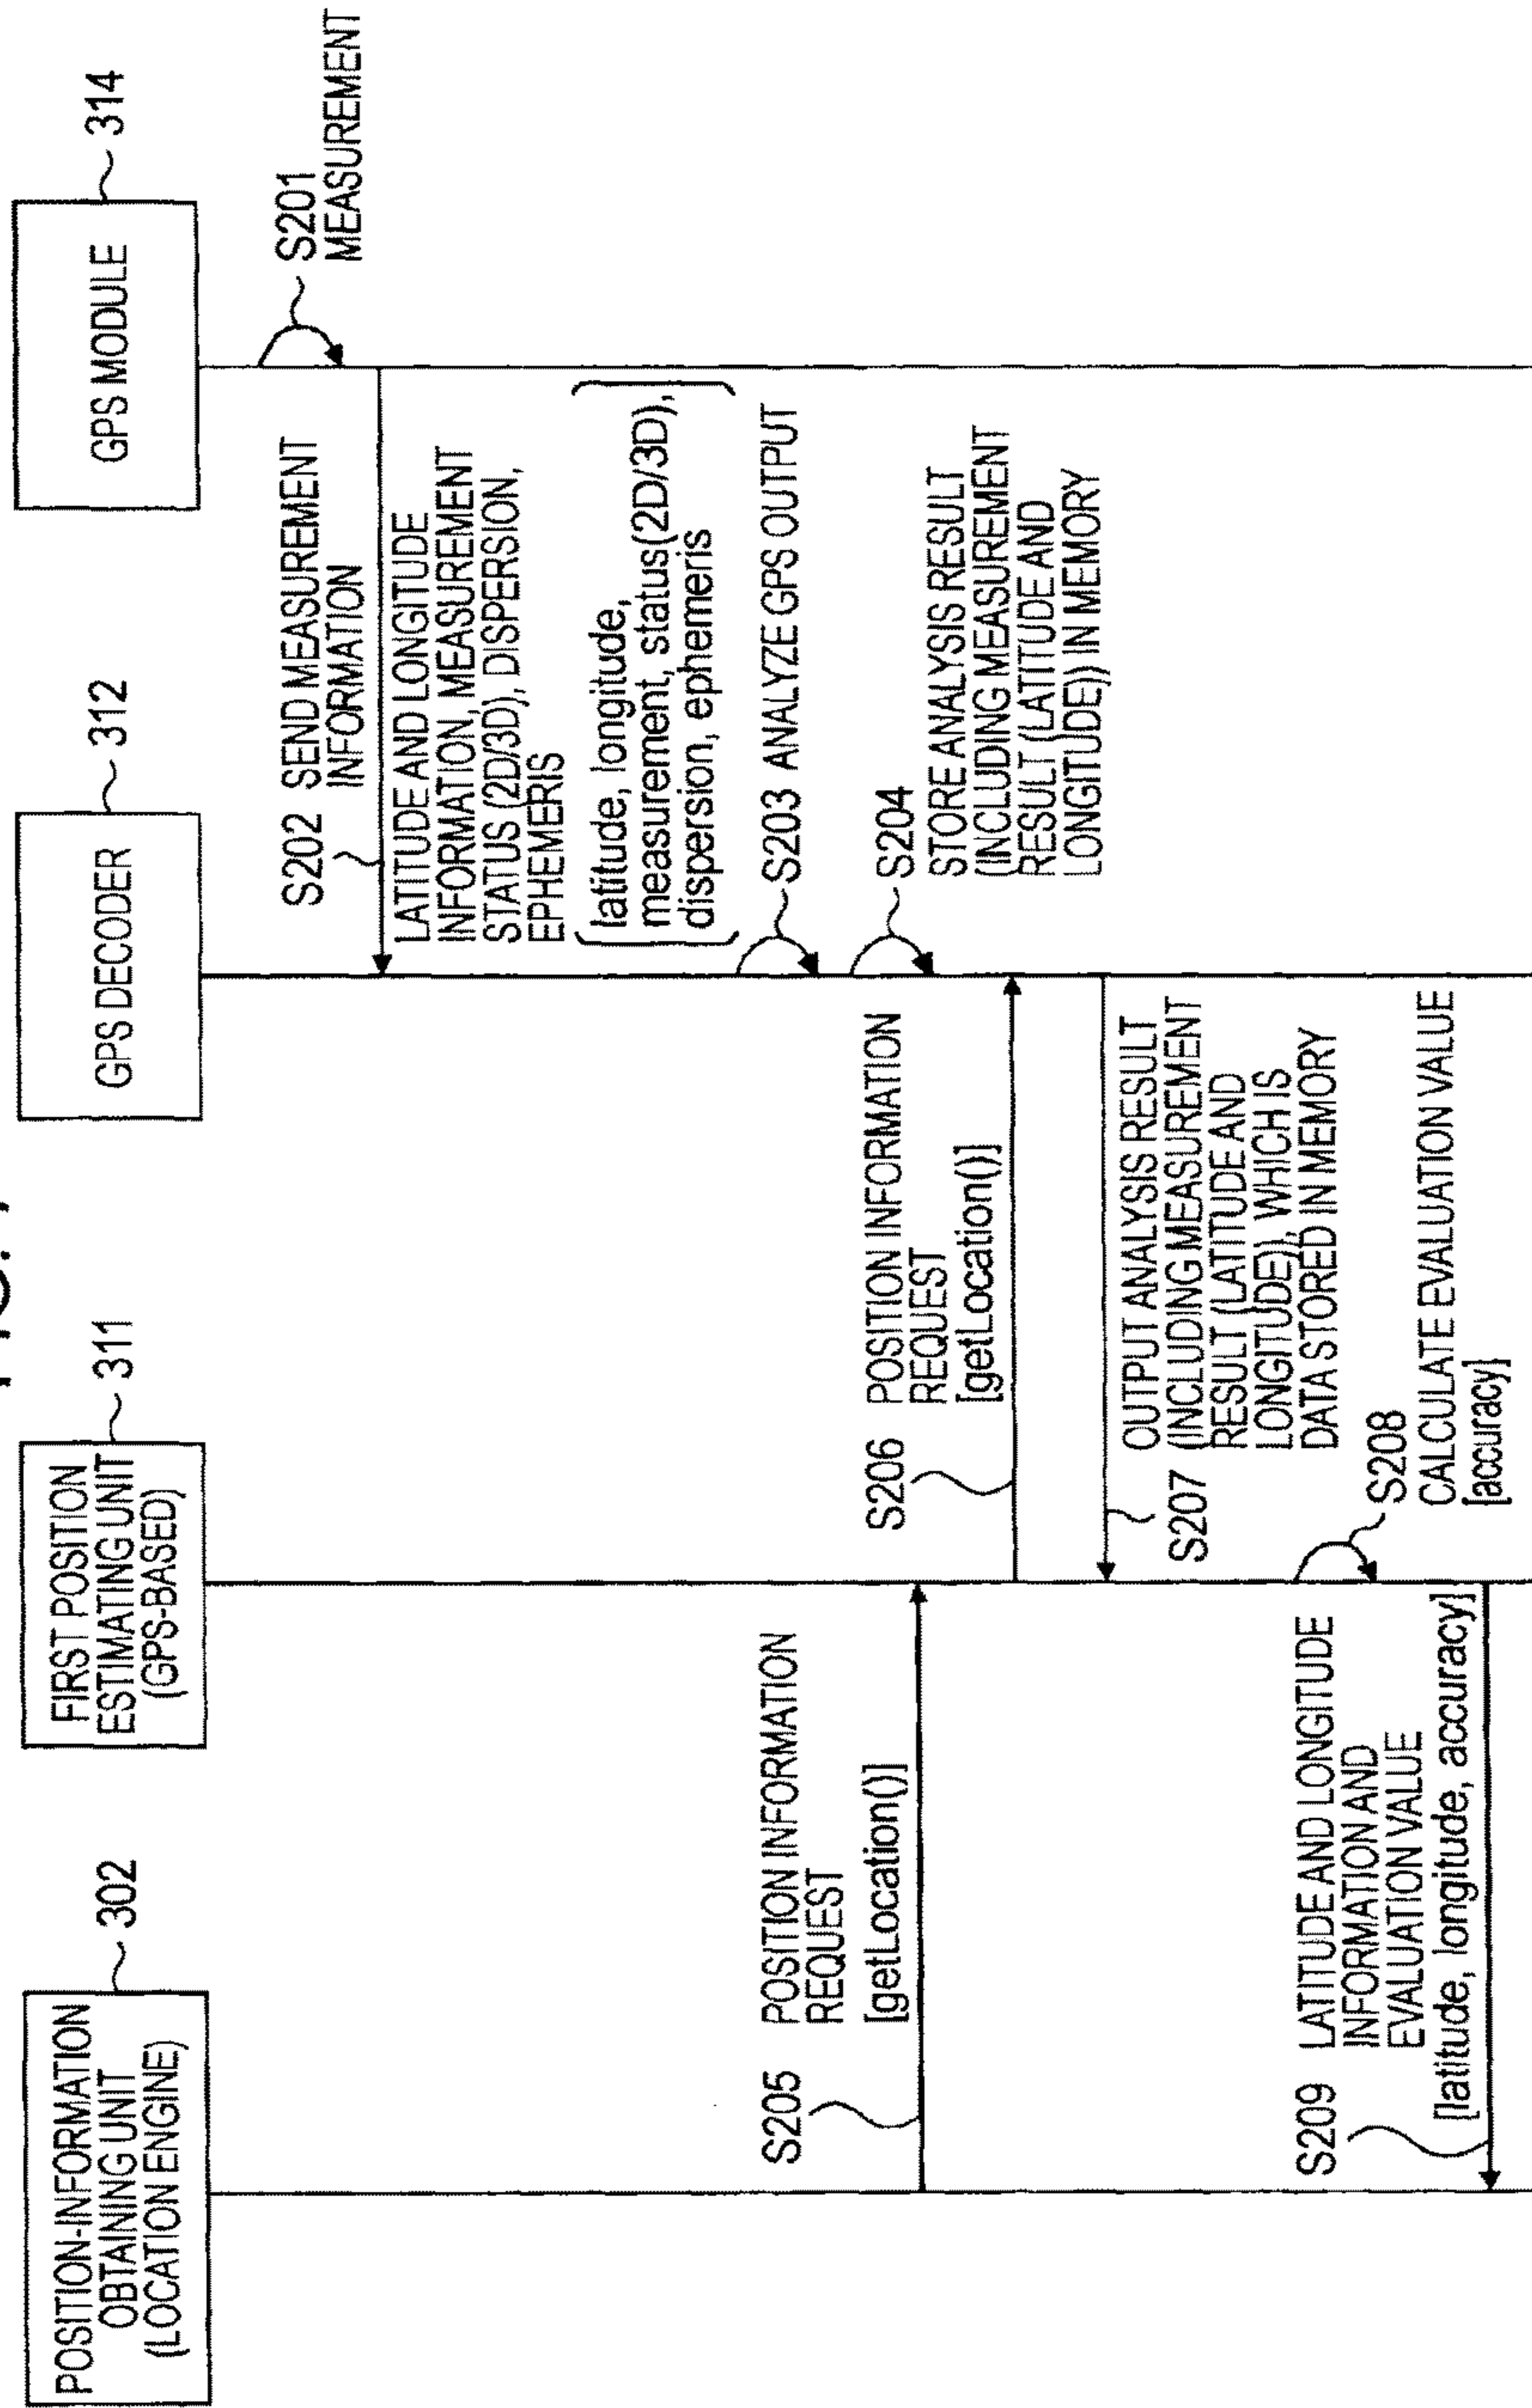 POSITION-INFORMATION
OBTAINING UNIT
(LOCATION ENGINE)
302
FIRST POSITION
ESTIMATING UNIT
(GPS-BASED)
311
GPS DECODER
312
GPS MODULE
314
S201
MEASUREMENT
S202 SEND MEASUREMENT
INFORMATION
LATITUDE AND LONGITUDE
INFORMATION, MEASUREMENT
STATUS (2D/3D), DISPERSION,
EPHEMERIS
latitude, longitude,
measurement, status(2D/3D),
dispersion, ephemeris
S203 ANALYZE GPS OUTPUT
S204
STORE ANALYSIS RESULT
(INCLUDING MEASUREMENT
RESULT (LATITUDE AND
LONGITUDE)) IN MEMORY
S205 POSITION INFORMATION
REQUEST
[getLocation()]
S206 POSITION INFORMATION
REQUEST
[getLocation()]
S207
OUTPUT ANALYSIS RESULT
(INCLUDING MEASUREMENT
RESULT (LATITUDE AND
LONGITUDE)), WHICH IS
DATA STORED IN MEMORY
S208
CALCULATE EVALUATION VALUE
[accuracy]
S209 LATITUDE AND LONGITUDE
INFORMATION AND
EVALUATION VALUE
[latitude, longitude, accuracy]